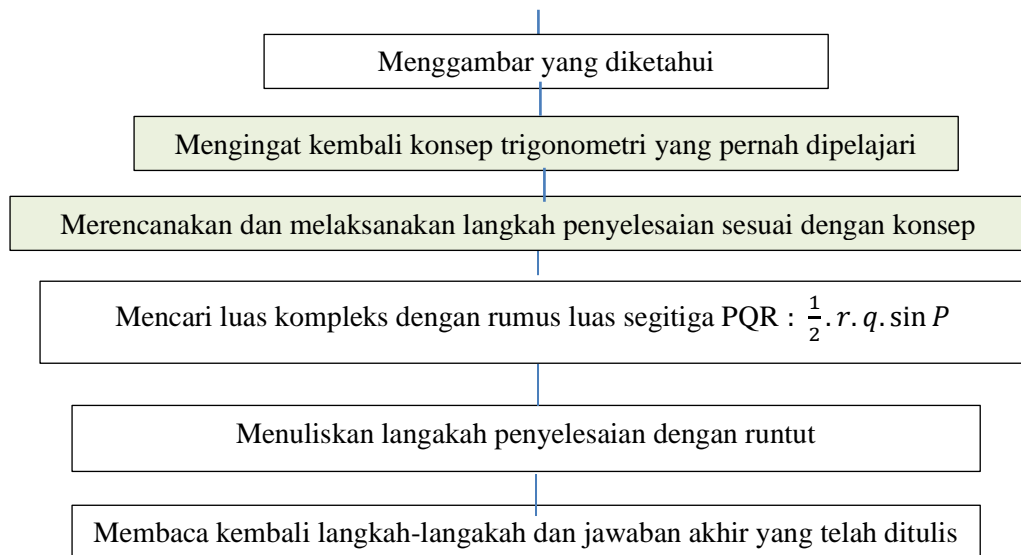 Menggambar yang diketahui
Mengingat kembali konsep trigonometri yang pernah dipelajari
Merencanakan dan melaksanakan langkah penyelesaian sesuai dengan konsep
Mencari luas kompleks dengan rumus luas segitiga PQR : 1/2 . r. q. sin P
Menuliskan langakah penyelesaian dengan runtut
Membaca kembali langkah-langakah dan jawaban akhir yang telah ditulis